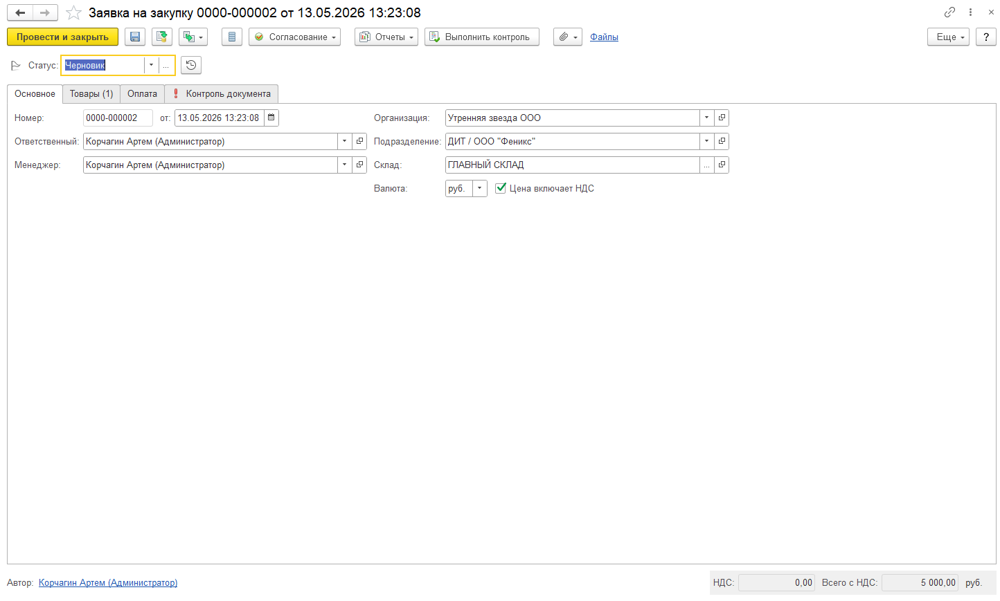 Заявка на закупку 0000-000002 от 13.05.2026 13:23:08
Провести и закрыть Согласование Отчеты Выполнить контроль Файлы Еще ?
Статус: Черновик ...
Основное Товары (1) Оплата Контроль документа
Номер: 0000-000002 от: 13.05.2026 13:23:08 Организация: Утренняя звезда ООО
Ответственный: Корчагин Артем (Администратор) Подразделение: ДИТ / ООО "Феникс"
Менеджер: Корчагин Артем (Администратор) Склад: ГЛАВНЫЙ СКЛАД ...
Валюта: руб. Цена включает НДС
Автор: Корчагин Артем (Администратор) НДС: 0,00 Всего с НДС: 5 000,00 руб.